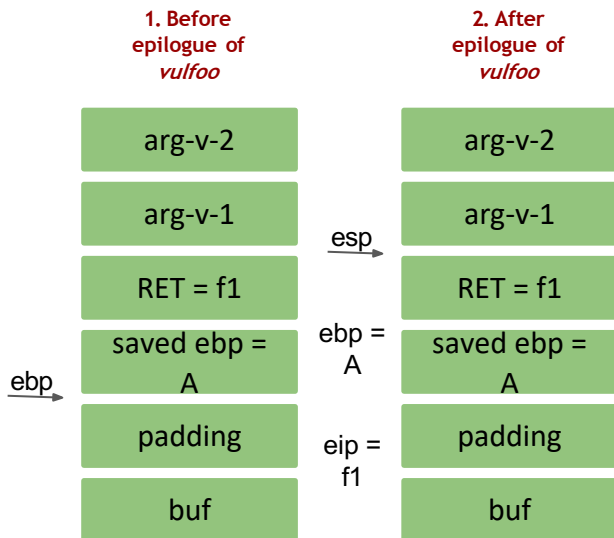 1. Before
epilogue of
vulfoo
arg-v-2
arg-v-1
RET = f1
saved ebp =
A
padding
buf
ebp
2. After
epilogue of
vulfoo
esp
ebp =
A
eip =
f1
arg-v-2
arg-v-1
RET = f1
saved ebp =
A
padding
buf